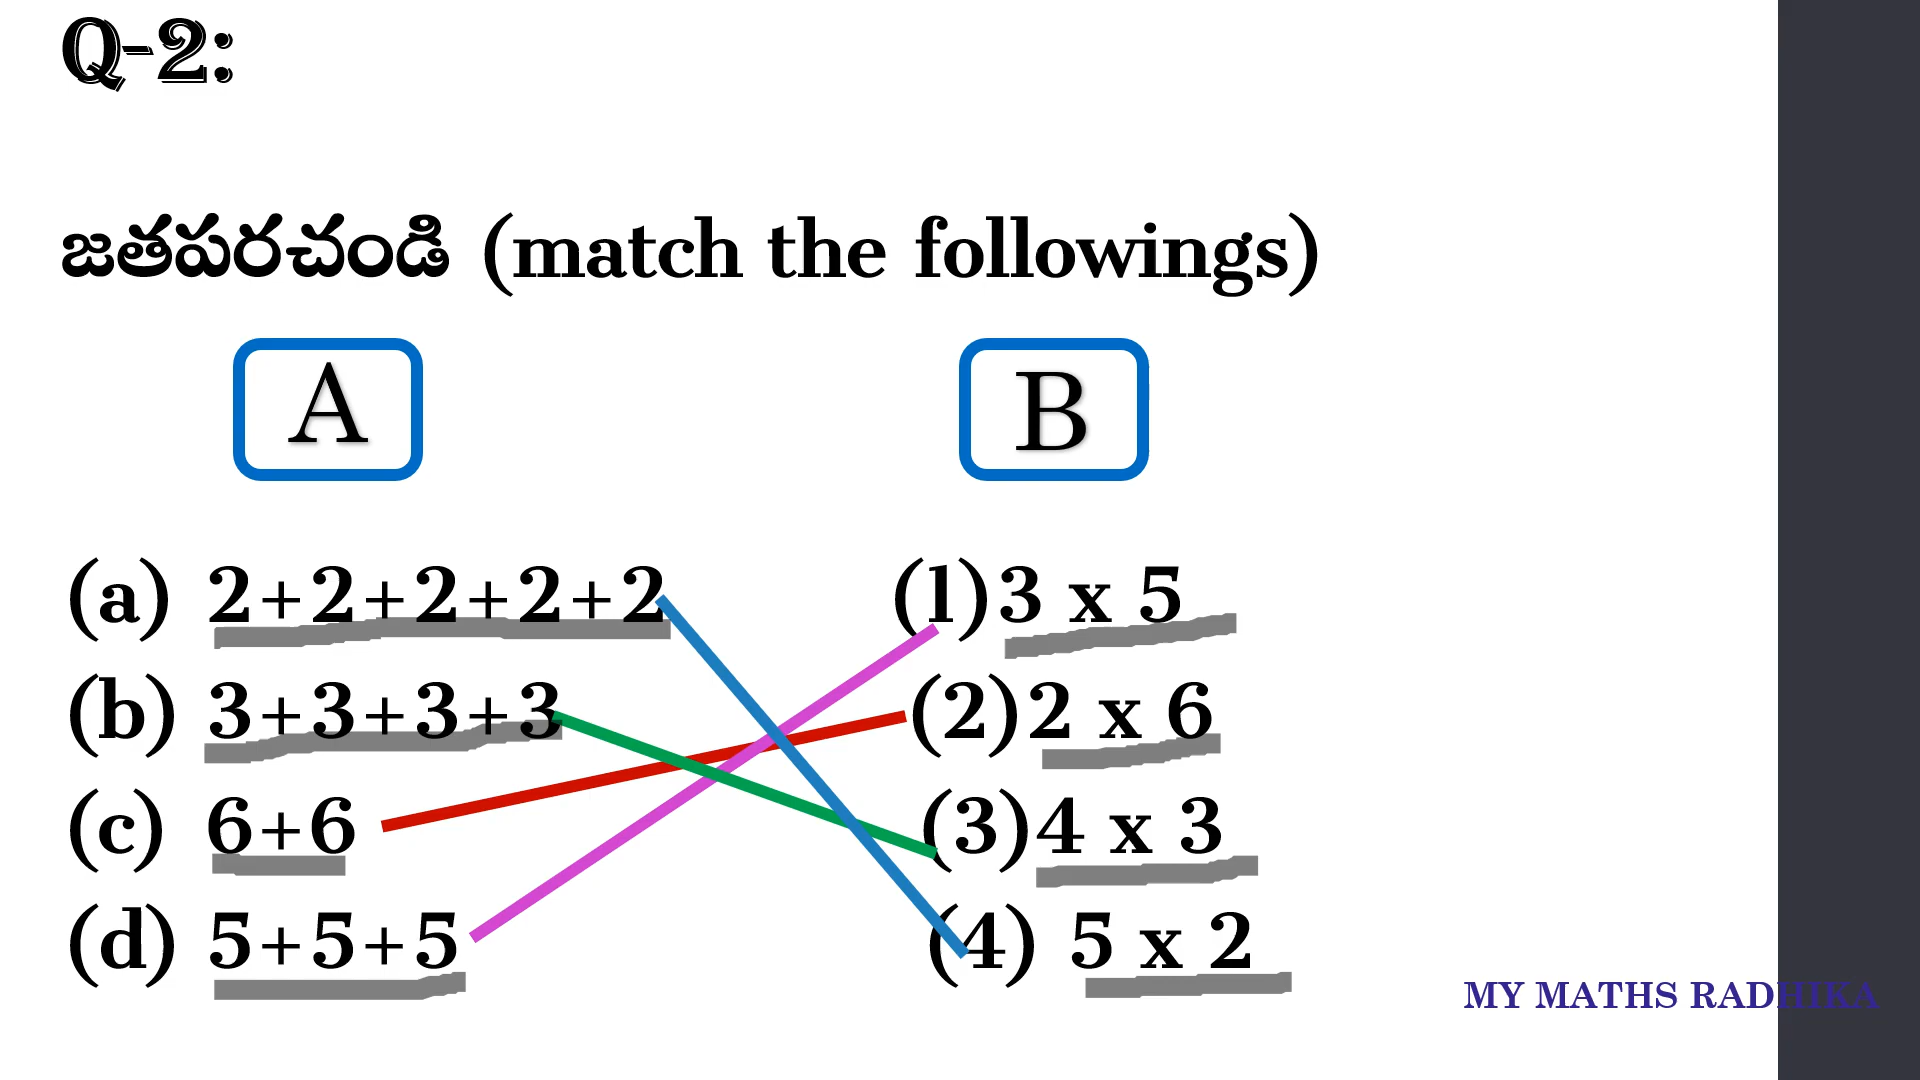 Q-2:
జతపరచండి (match the followings)
A
B
(a) 2+2+2+2+2
(1)3 x 5
(b) 3+3+3+3
(2)2 x 6
(c) 6+6
(3)4 x 3
(d) 5+5+5
(4) 5 x 2
MY MATHS RADHIKA